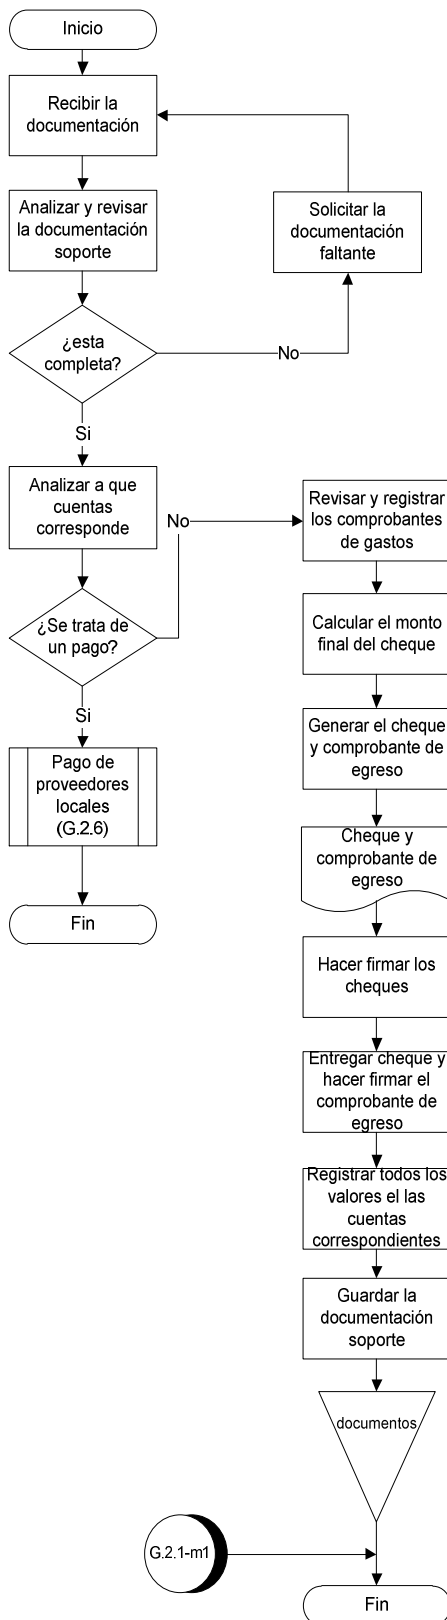 Inicio
Recibir la
documentación
Analizar y revisar
la documentación
soporte
Solicitar la
documentación
faltante
¿esta
completa?
No
Si
Analizar a que
cuentas
corresponde
No
¿Se trata de
un pago?
Si
Pago de
proveedores
locales
(G.2.6)
Fin
Revisar y registrar
los comprobantes
de gastos
Calcular el monto
final del cheque
Generar el cheque
y comprobante de
egreso
Cheque y
comprobante de
egreso
Hacer firmar los
cheques
Entregar cheque y
hacer firmar el
comprobante de
egreso
Registrar todos los
valores el las
cuentas
correspondientes
Guardar la
documentación
soporte
documentos
G.2.1-m1
Fin